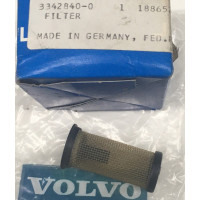 3342840-0 1 18865
FILTER
MADE IN GERMANY, FED.
VOLVO